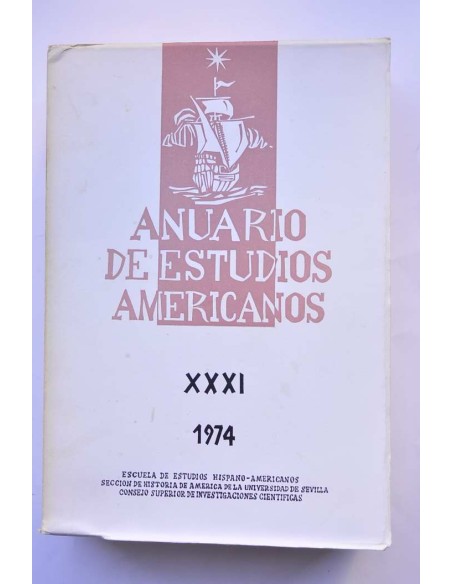 ANUARIO
DE ESTUDIOS
AMERICANOS
XXXI
1974
ESCUELA DE ESTUDIOS HISPANO-AMERICANOS
SECCION DE HISTORIA DE AMERICA DE LA UNIVERSIDAD DE SEVILLA
CONSEJO SUPERIOR DE INVESTIGACIONES CIENTIFICAS